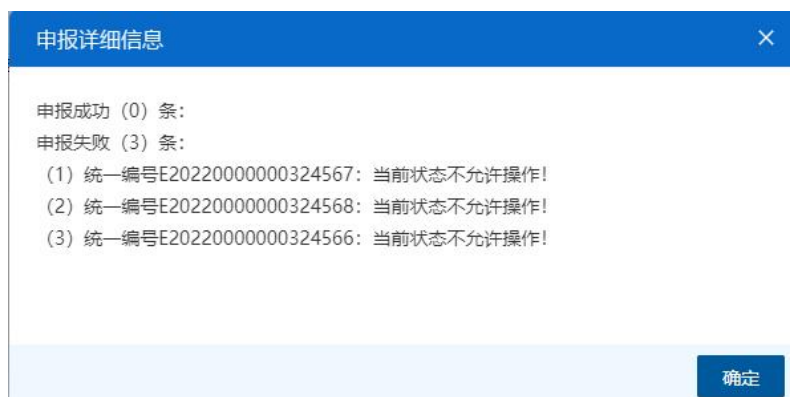 申报详细信息
申报成功（0）条：
申报失败（3）条：
（1）统一编号E20220000000324567：当前状态不允许操作！
（2）统一编号E20220000000324568：当前状态不允许操作！
（3）统一编号E20220000000324566：当前状态不允许操作！
确定